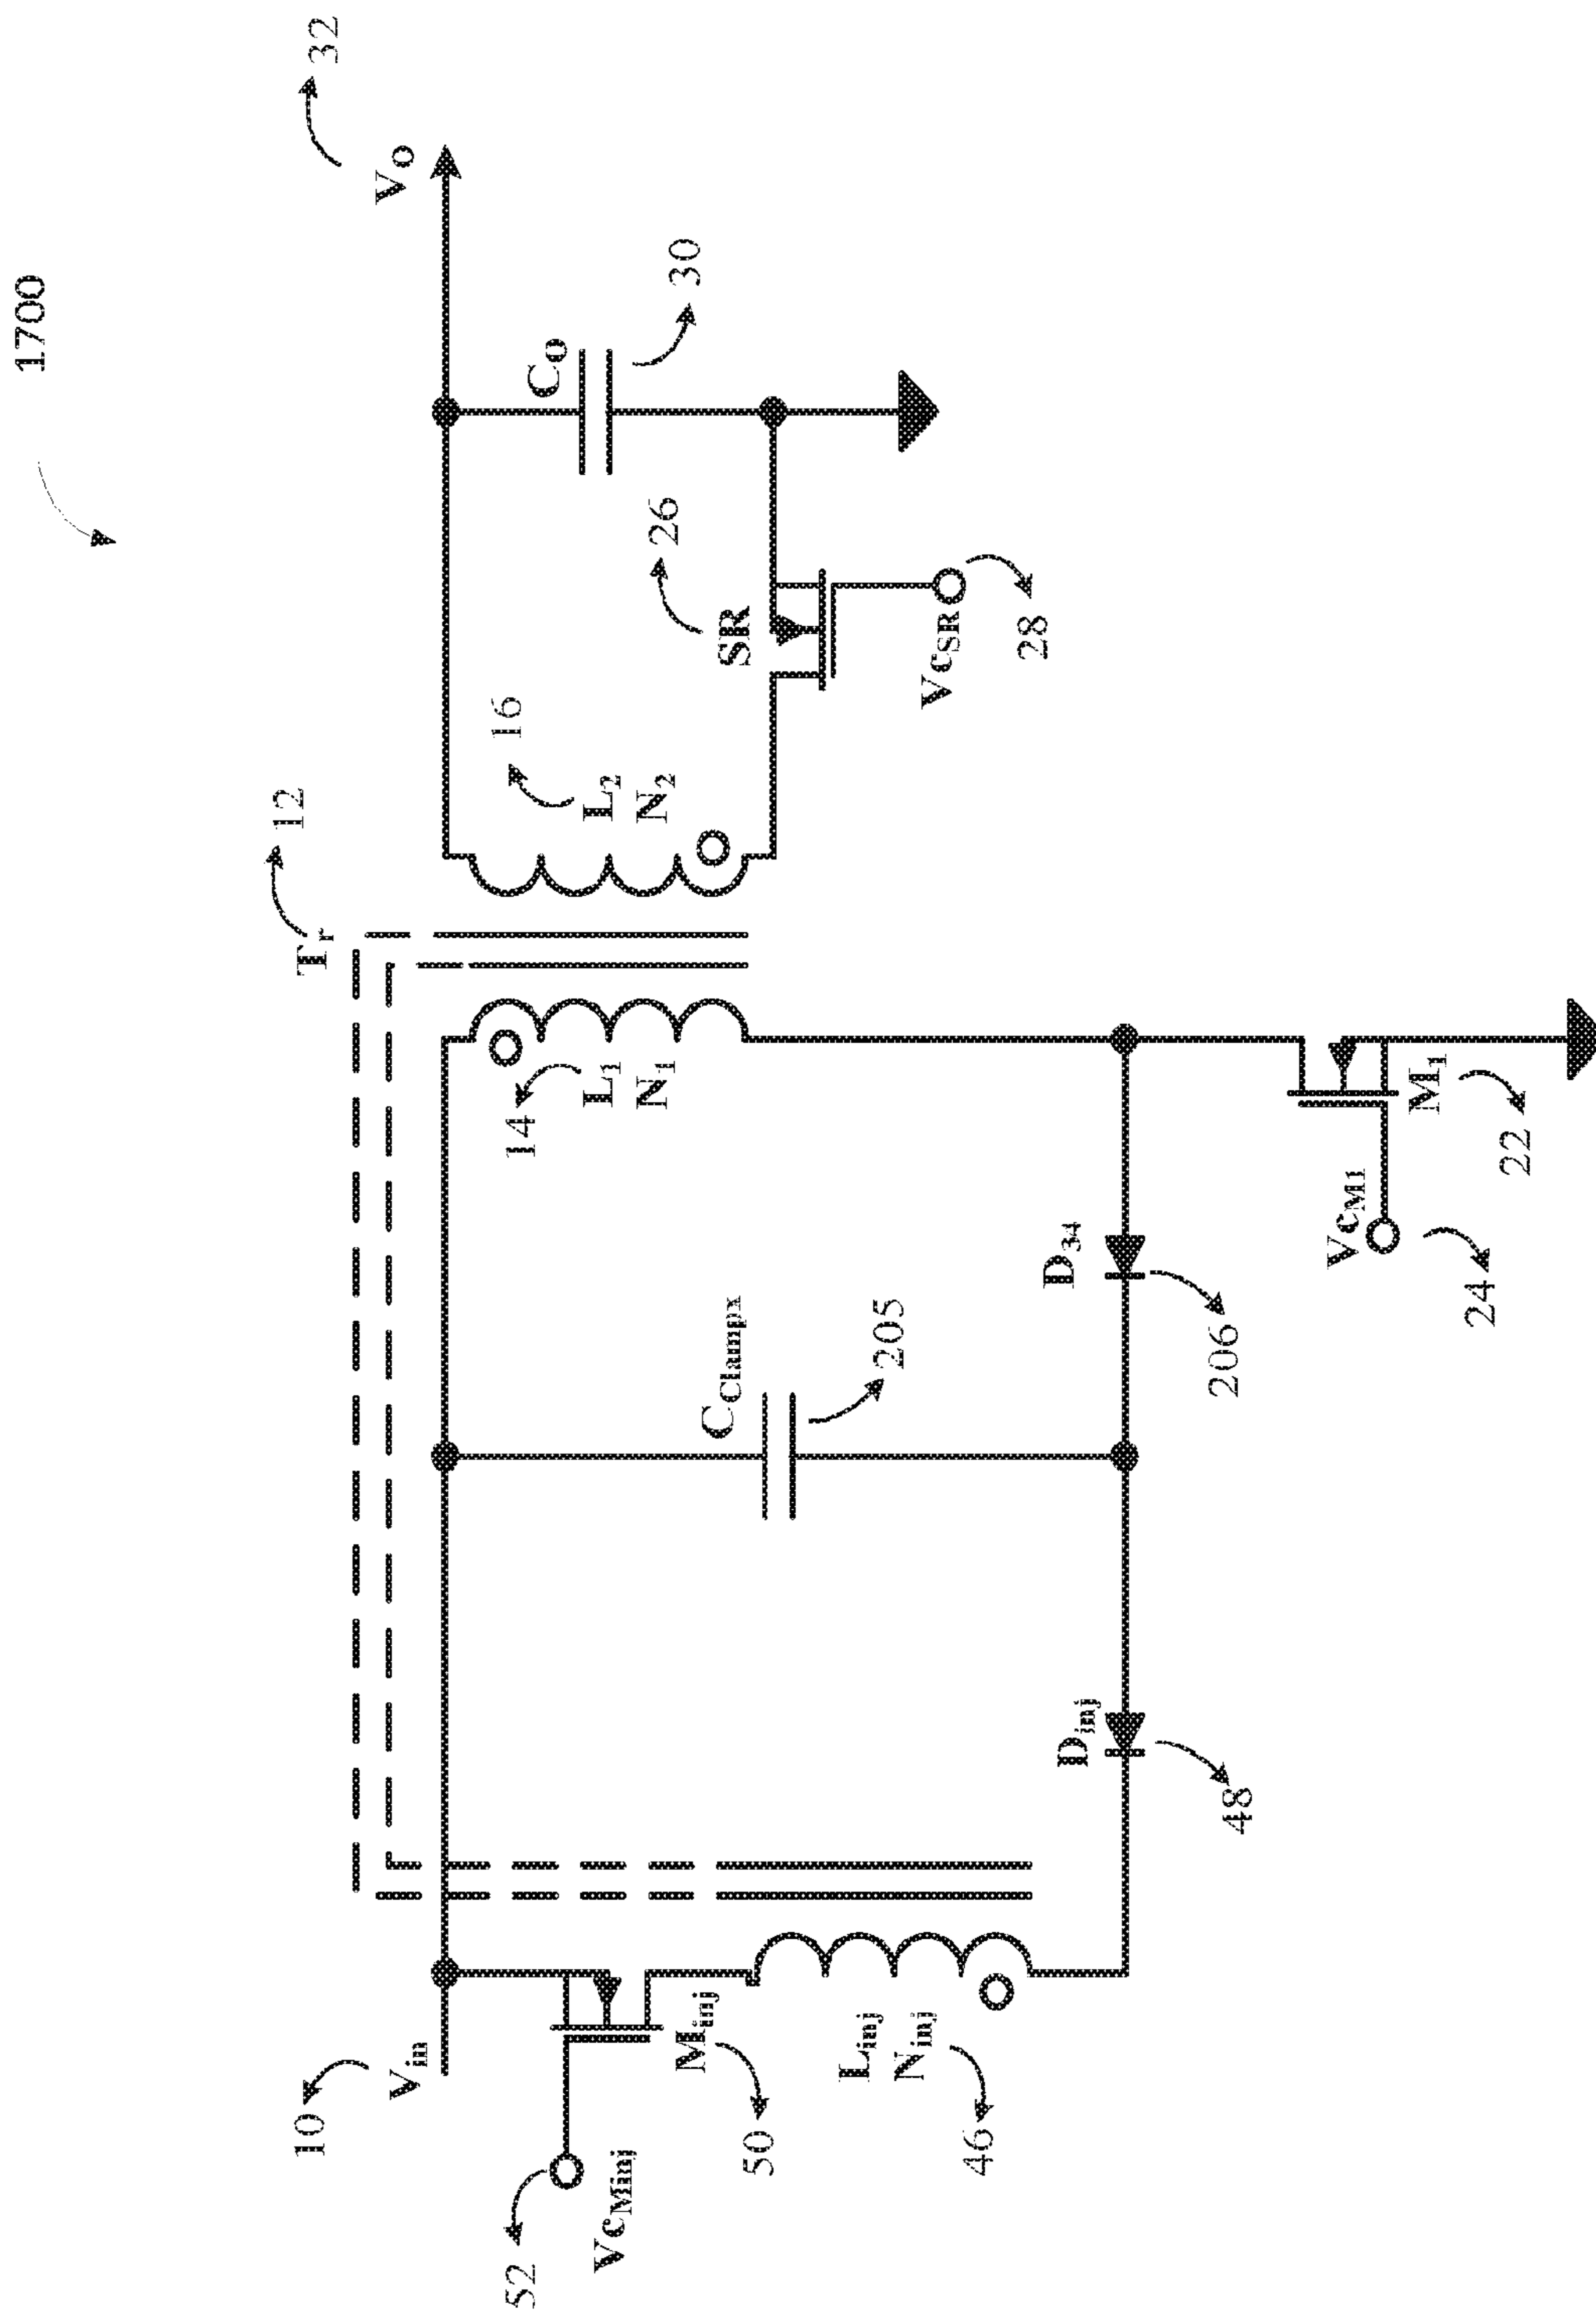 1700
32
Vo
Co
30
26
SR
VcSR
28
16
L2
N2
12
Tr
14
L1
N1
M1
22
VcM1
24
D34
206
CClampx
205
Dinj
48
10
Vin
Minj
50
Linj
Ninj
46
52
VcMinj